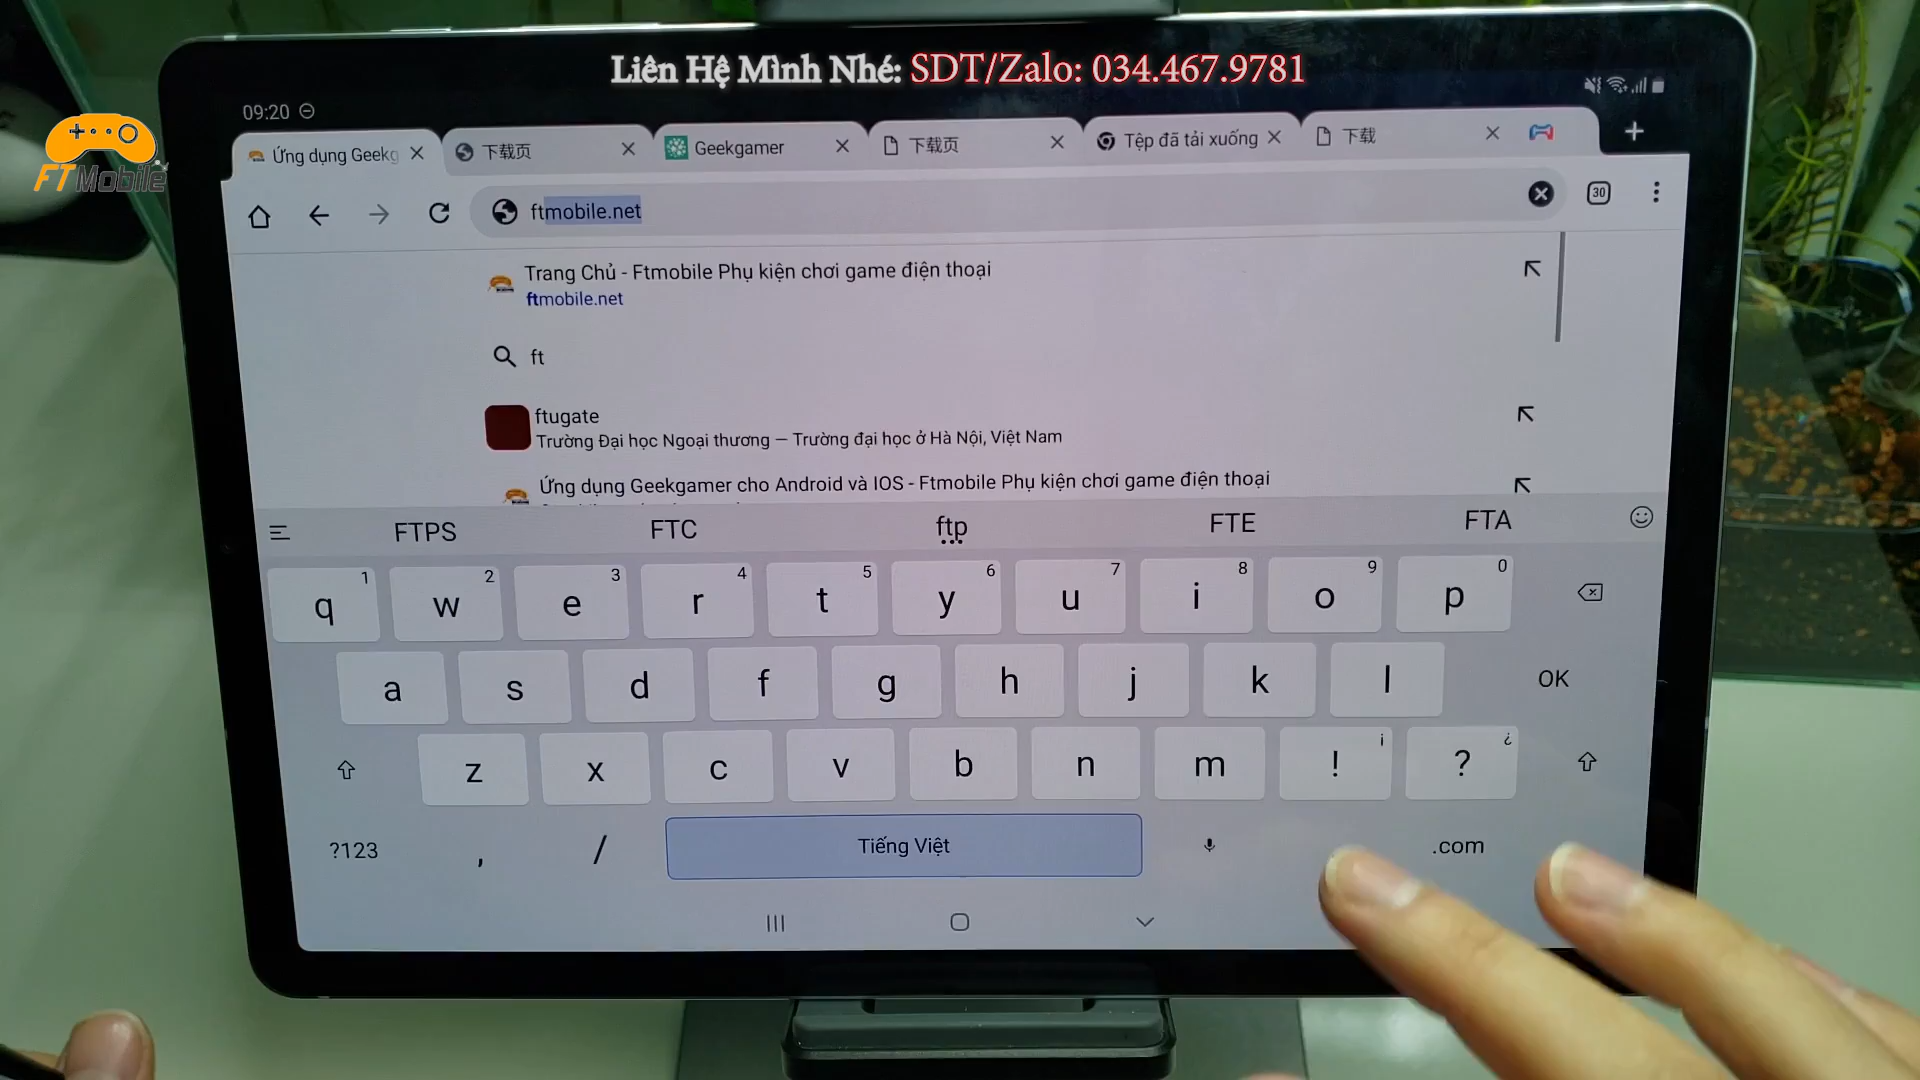 Liên Hệ Mình Nhé: SDT/Zalo: 034.467.9781
FTMobile
09:20
Ứng dụng Geekg
下载页
Geekgamer
下载页
Tệp đã tải xuống
下载
ftmobile.net
30
Trang Chủ - Ftmobile Phụ kiện chơi game điện thoại
ftmobile.net
ft
ftugate
Trường Đại học Ngoại thương — Trường đại học ở Hà Nội, Việt Nam
Ứng dụng Geekgamer cho Android và IOS - Ftmobile Phụ kiện chơi game điện thoại
FTPS FTC ftp FTE FTA
1 2 3 4 5 6 7 8 9 0
q w e r t y u i o p
a s d f g h j k l OK
¡ ¿
z x c v b n m ! ?
?123 , / Tiếng Việt .com